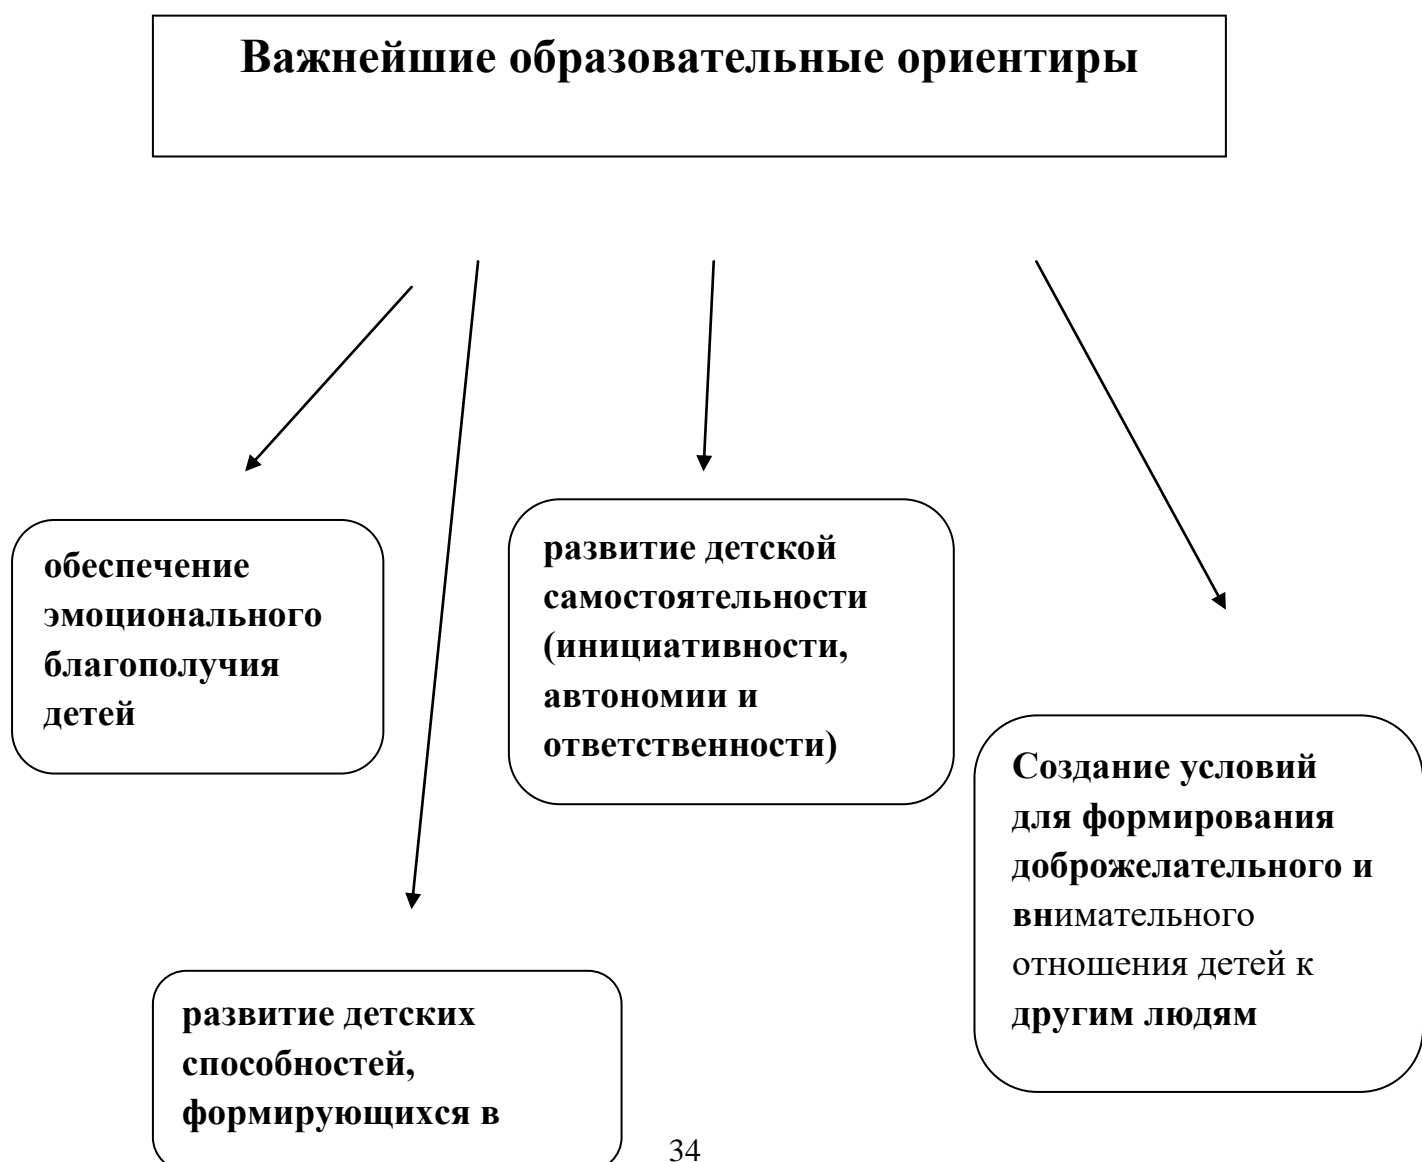 Важнейшие образовательные ориентиры
обеспечение
эмоционального
благополучия
детей
развитие детской
самостоятельности
(инициативности,
автономии и
ответственности)
Создание условий
для формирования
доброжелательного и
внимательного
отношения детей к
другим людям
развитие детских
способностей,
формирующихся в
34